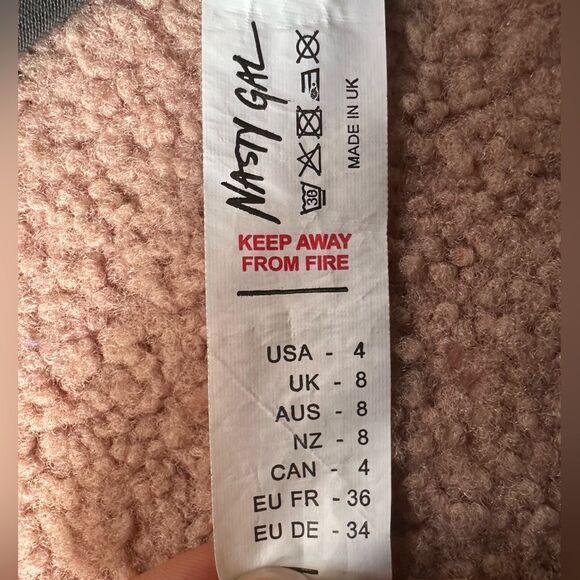 NASTY GAL
30
MADE IN UK
KEEP AWAY
FROM FIRE
USA - 4
UK - 8
AUS - 8
NZ - 8
CAN - 4
EU FR - 36
EU DE - 34